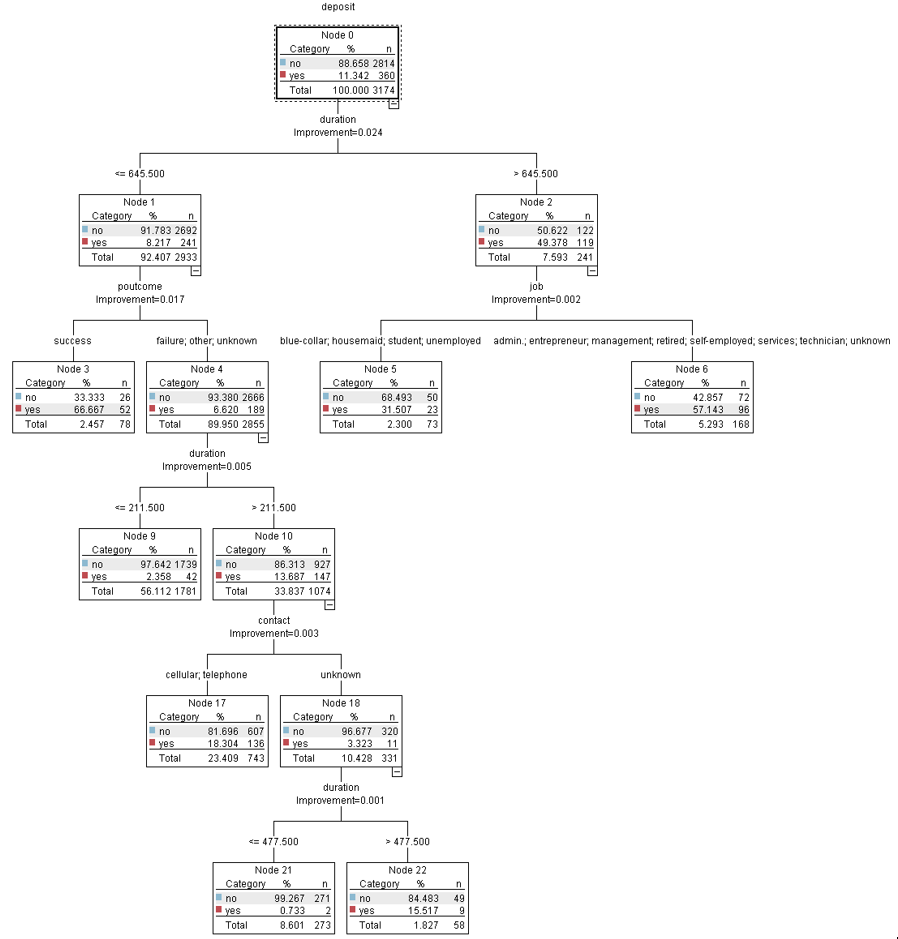 deposit
Node 0
Category % n
no 88.658 2814
yes 11.342 360
Total 100.000 3174
duration
Improvement=0.024
<= 645.500
> 645.500
Node 1
Category % n
no 91.783 2692
yes 8.217 241
Total 92.407 2933
Node 2
Category % n
no 50.622 122
yes 49.378 119
Total 7.593 241
poutcome
Improvement=0.017
job
Improvement=0.002
success
failure; other; unknown
blue-collar; housemaid; student; unemployed
admin.; entrepreneur; management; retired; self-employed; services; technician; unknown
Node 3
Category % n
no 33.333 26
yes 66.667 52
Total 2.457 78
Node 4
Category % n
no 93.380 2666
yes 6.620 189
Total 89.950 2855
Node 5
Category % n
no 68.493 50
yes 31.507 23
Total 2.300 73
Node 6
Category % n
no 42.857 72
yes 57.143 96
Total 5.293 168
duration
Improvement=0.005
<= 211.500
> 211.500
Node 9
Category % n
no 97.642 1739
yes 2.358 42
Total 56.112 1781
Node 10
Category % n
no 86.313 927
yes 13.687 147
Total 33.837 1074
contact
Improvement=0.003
cellular; telephone
unknown
Node 17
Category % n
no 81.696 607
yes 18.304 136
Total 23.409 743
Node 18
Category % n
no 96.677 320
yes 3.323 11
Total 10.428 331
duration
Improvement=0.001
<= 477.500
> 477.500
Node 21
Category % n
no 99.267 271
yes 0.733 2
Total 8.601 273
Node 22
Category % n
no 84.483 49
yes 15.517 9
Total 1.827 58